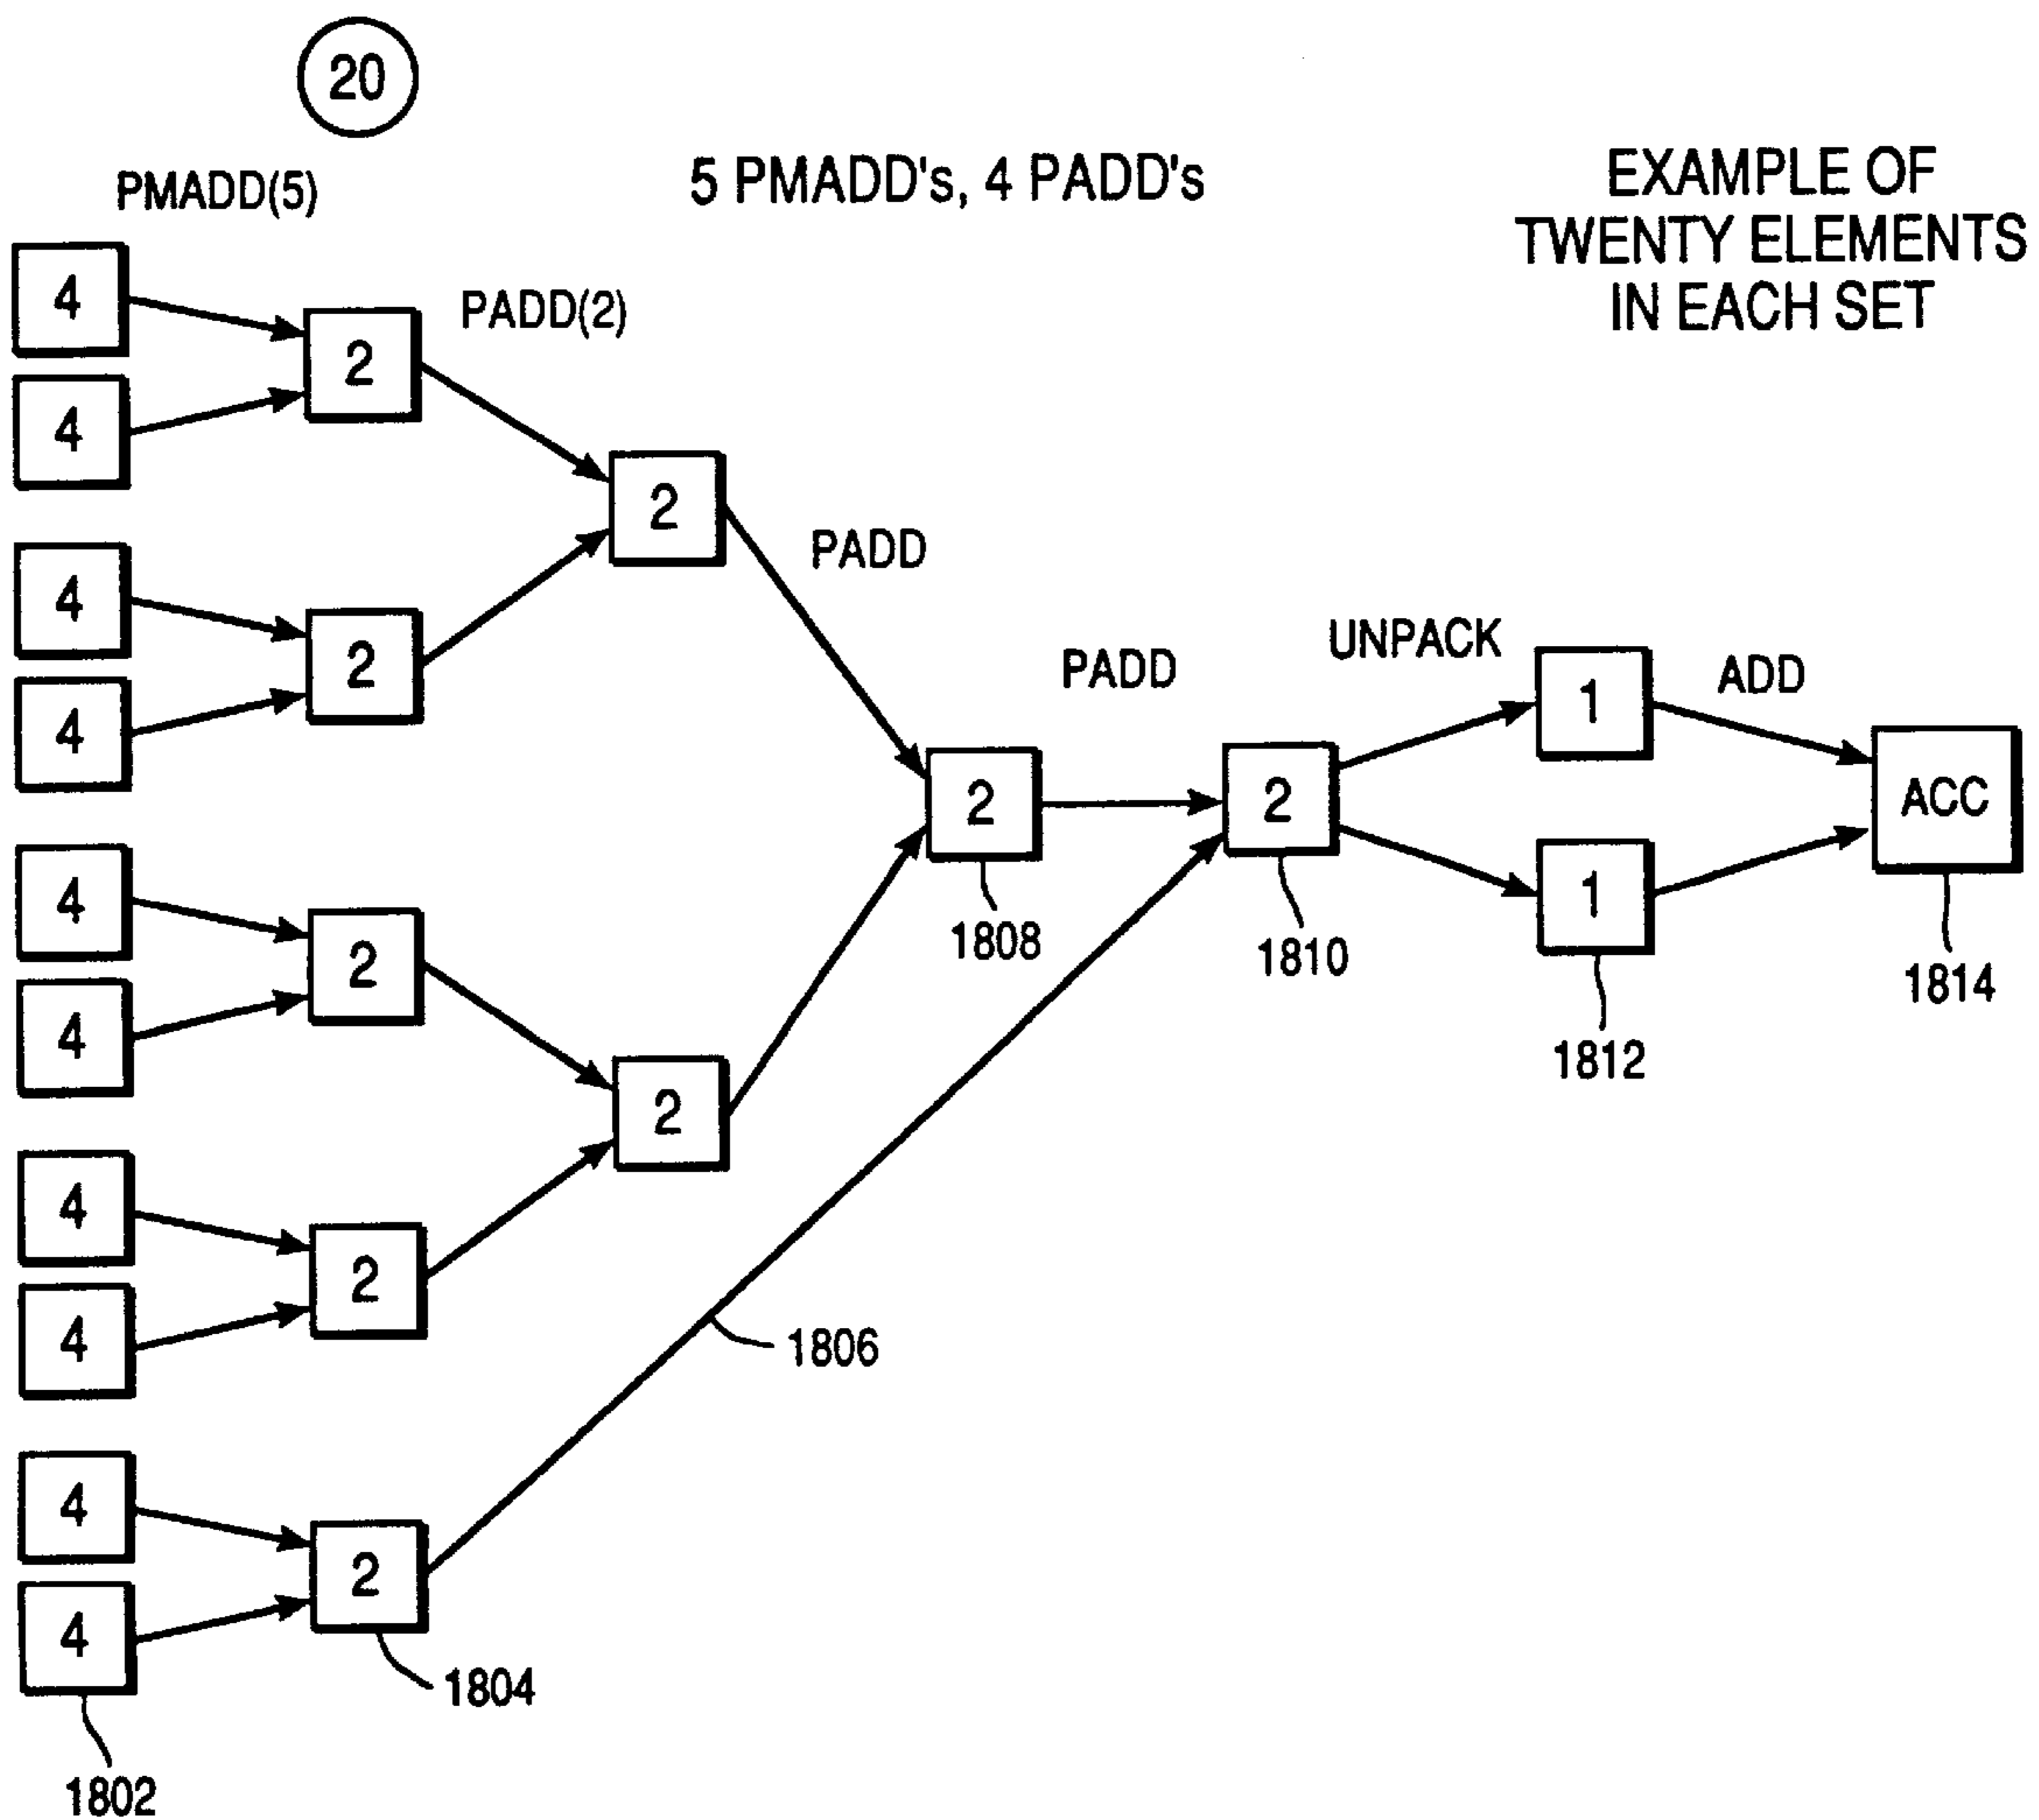 20
PMADD(5)
5 PMADD's, 4 PADD's
EXAMPLE OF
TWENTY ELEMENTS
IN EACH SET
4
4
2
PADD(2)
4
4
2
2
PADD
4
4
2
4
4
2
2
4
4
2
2
PADD
2
UNPACK
1
1
ADD
ACC
1802
1804
1806
1808
1810
1812
1814